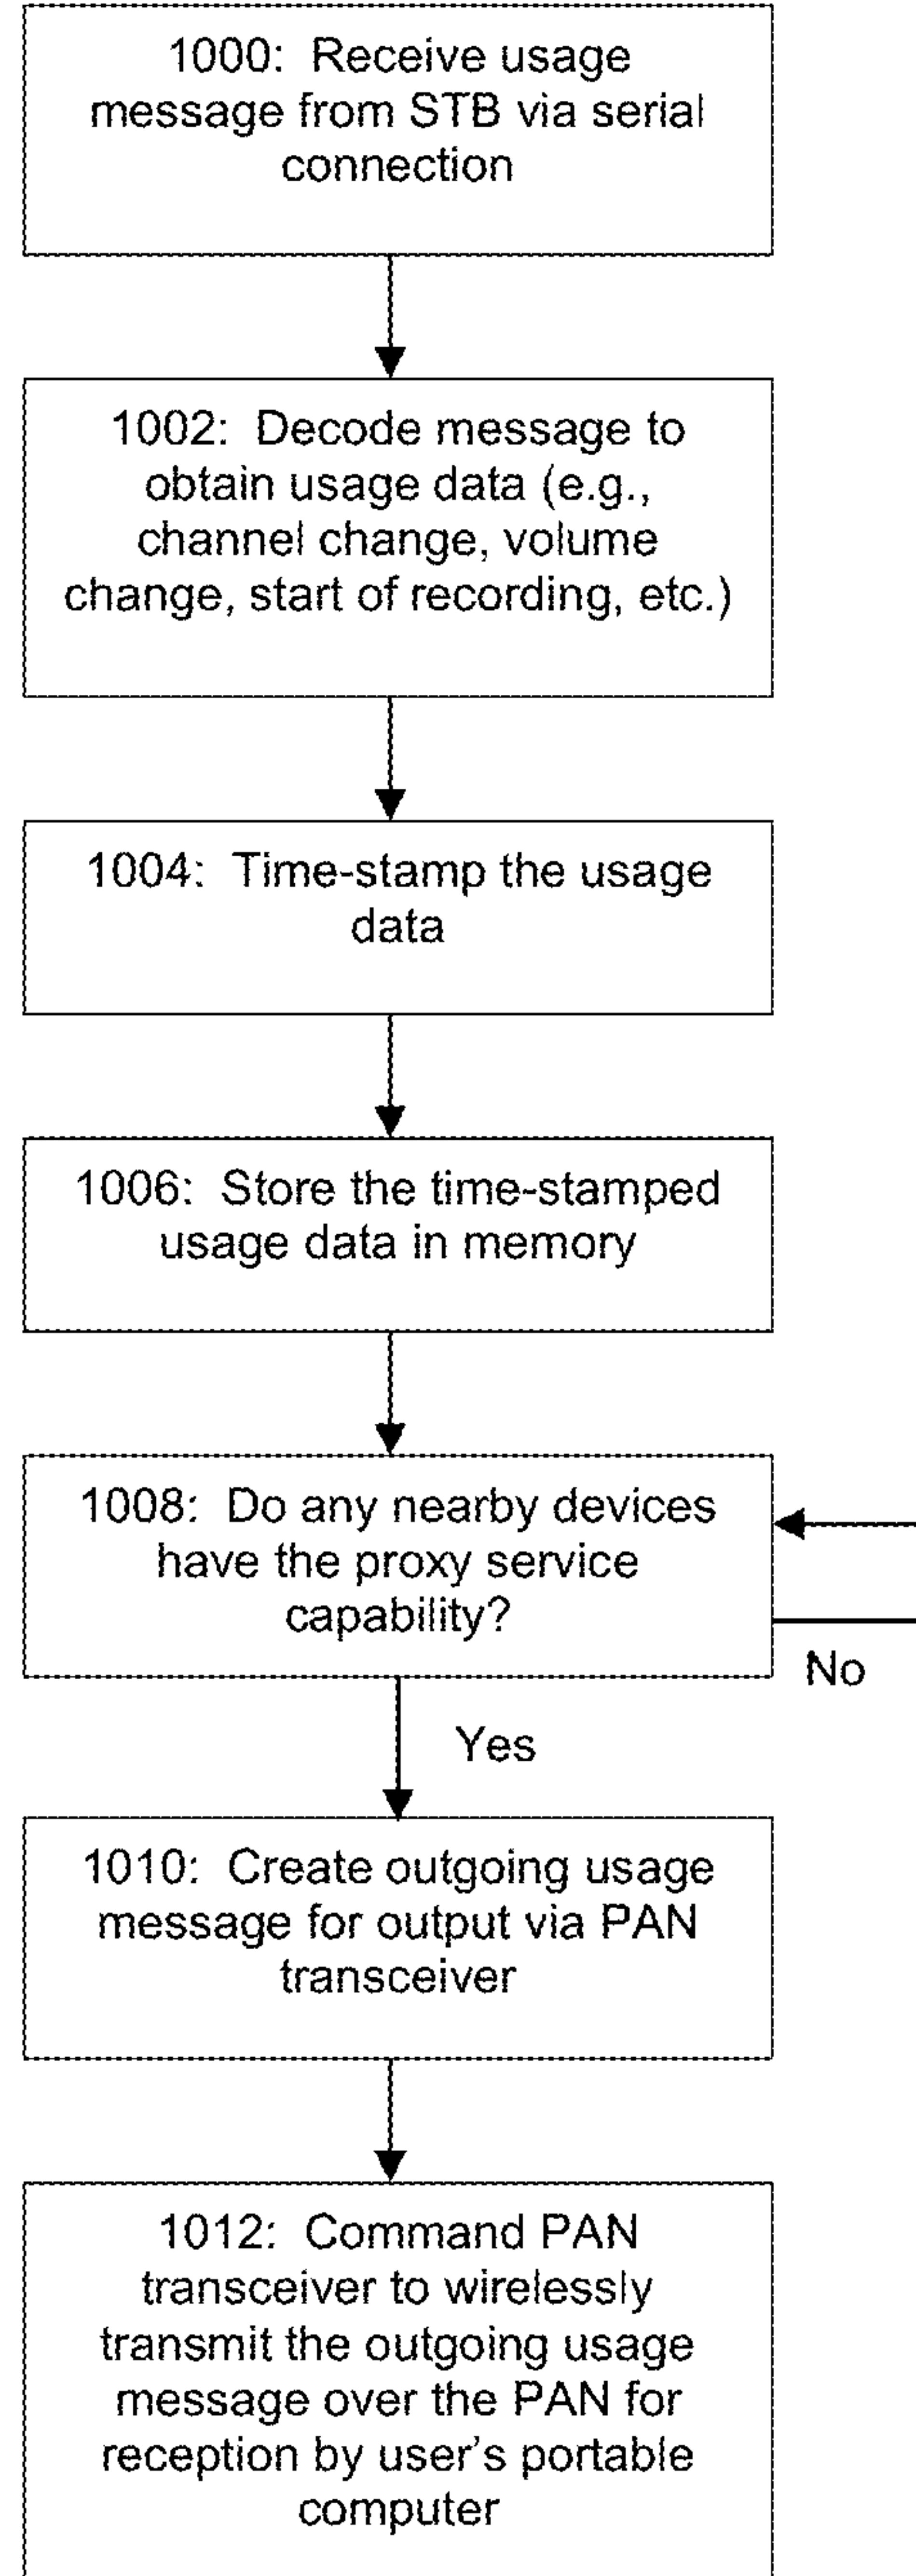 1000: Receive usage
message from STB via serial
connection
1002: Decode message to
obtain usage data (e.g.,
channel change, volume
change, start of recording, etc.)
1004: Time-stamp the usage
data
1006: Store the time-stamped
usage data in memory
1008: Do any nearby devices
have the proxy service
capability?
No
Yes
1010: Create outgoing usage
message for output via PAN
transceiver
1012: Command PAN
transceiver to wirelessly
transmit the outgoing usage
message over the PAN for
reception by user's portable
computer